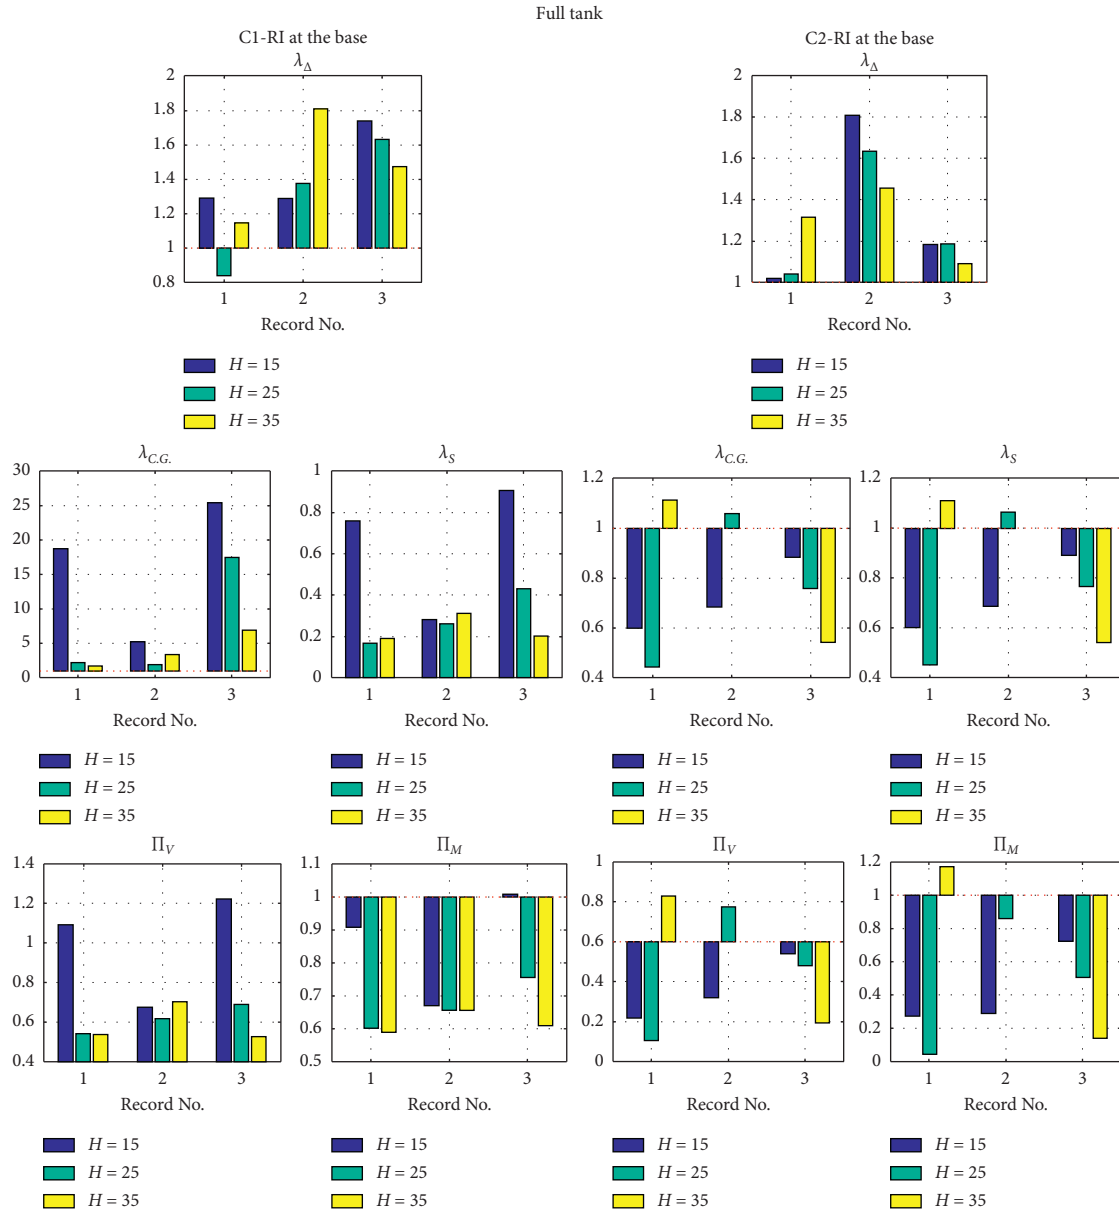 Full tank
C1-RI at the base
λΔ
2
1.8
1.6
1.4
1.2
1
0.8
1 2 3
Record No.
H = 15
H = 25
H = 35
C2-RI at the base
λΔ
2
1.8
1.6
1.4
1.2
1
1 2 3
Record No.
H = 15
H = 25
H = 35
λC.G.
30
25
20
15
10
5
0
1 2 3
Record No.
H = 15
H = 25
H = 35
λS
1
0.8
0.6
0.4
0.2
0
1 2 3
Record No.
H = 15
H = 25
H = 35
λC.G.
1.2
1
0.8
0.6
0.4
1 2 3
Record No.
H = 15
H = 25
H = 35
λS
1.2
1
0.8
0.6
0.4
1 2 3
Record No.
H = 15
H = 25
H = 35
ΠV
1.4
1.2
1
0.8
0.6
0.4
1 2 3
Record No.
H = 15
H = 25
H = 35
ΠM
1.1
1
0.9
0.8
0.7
0.6
0.5
1 2 3
Record No.
H = 15
H = 25
H = 35
ΠV
1
0.8
0.6
0.4
0.2
0
1 2 3
Record No.
H = 15
H = 25
H = 35
ΠM
1.2
1
0.8
0.6
0.4
0.2
0
1 2 3
Record No.
H = 15
H = 25
H = 35